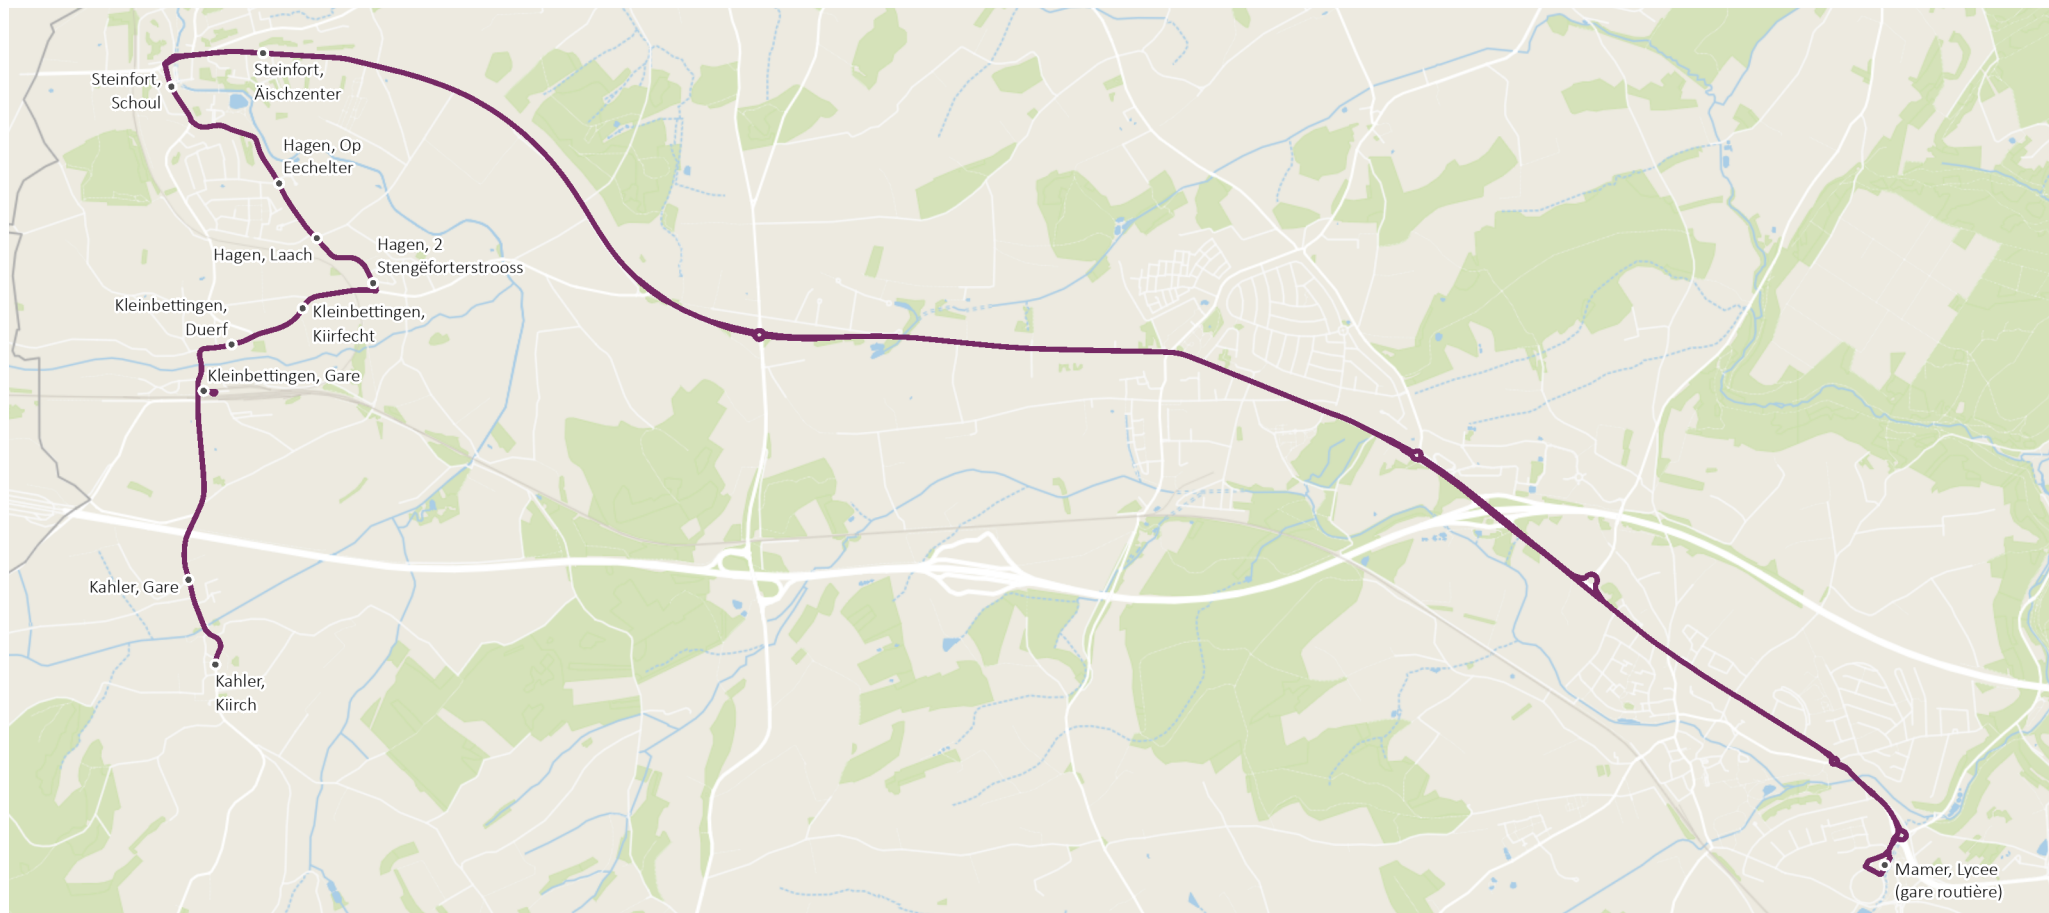 Steinfort,
Äischzenter
Steinfort,
Schoul
Hagen, Op
Eechelter
Hagen, Laach
Hagen, 2
Stengëforterstrooss
Kleinbettingen,
Duerf
Kleinbettingen,
Kiirfecht
Kleinbettingen, Gare
Kahler, Gare
Kahler,
Kiirch
Mamer, Lycee
(gare routière)